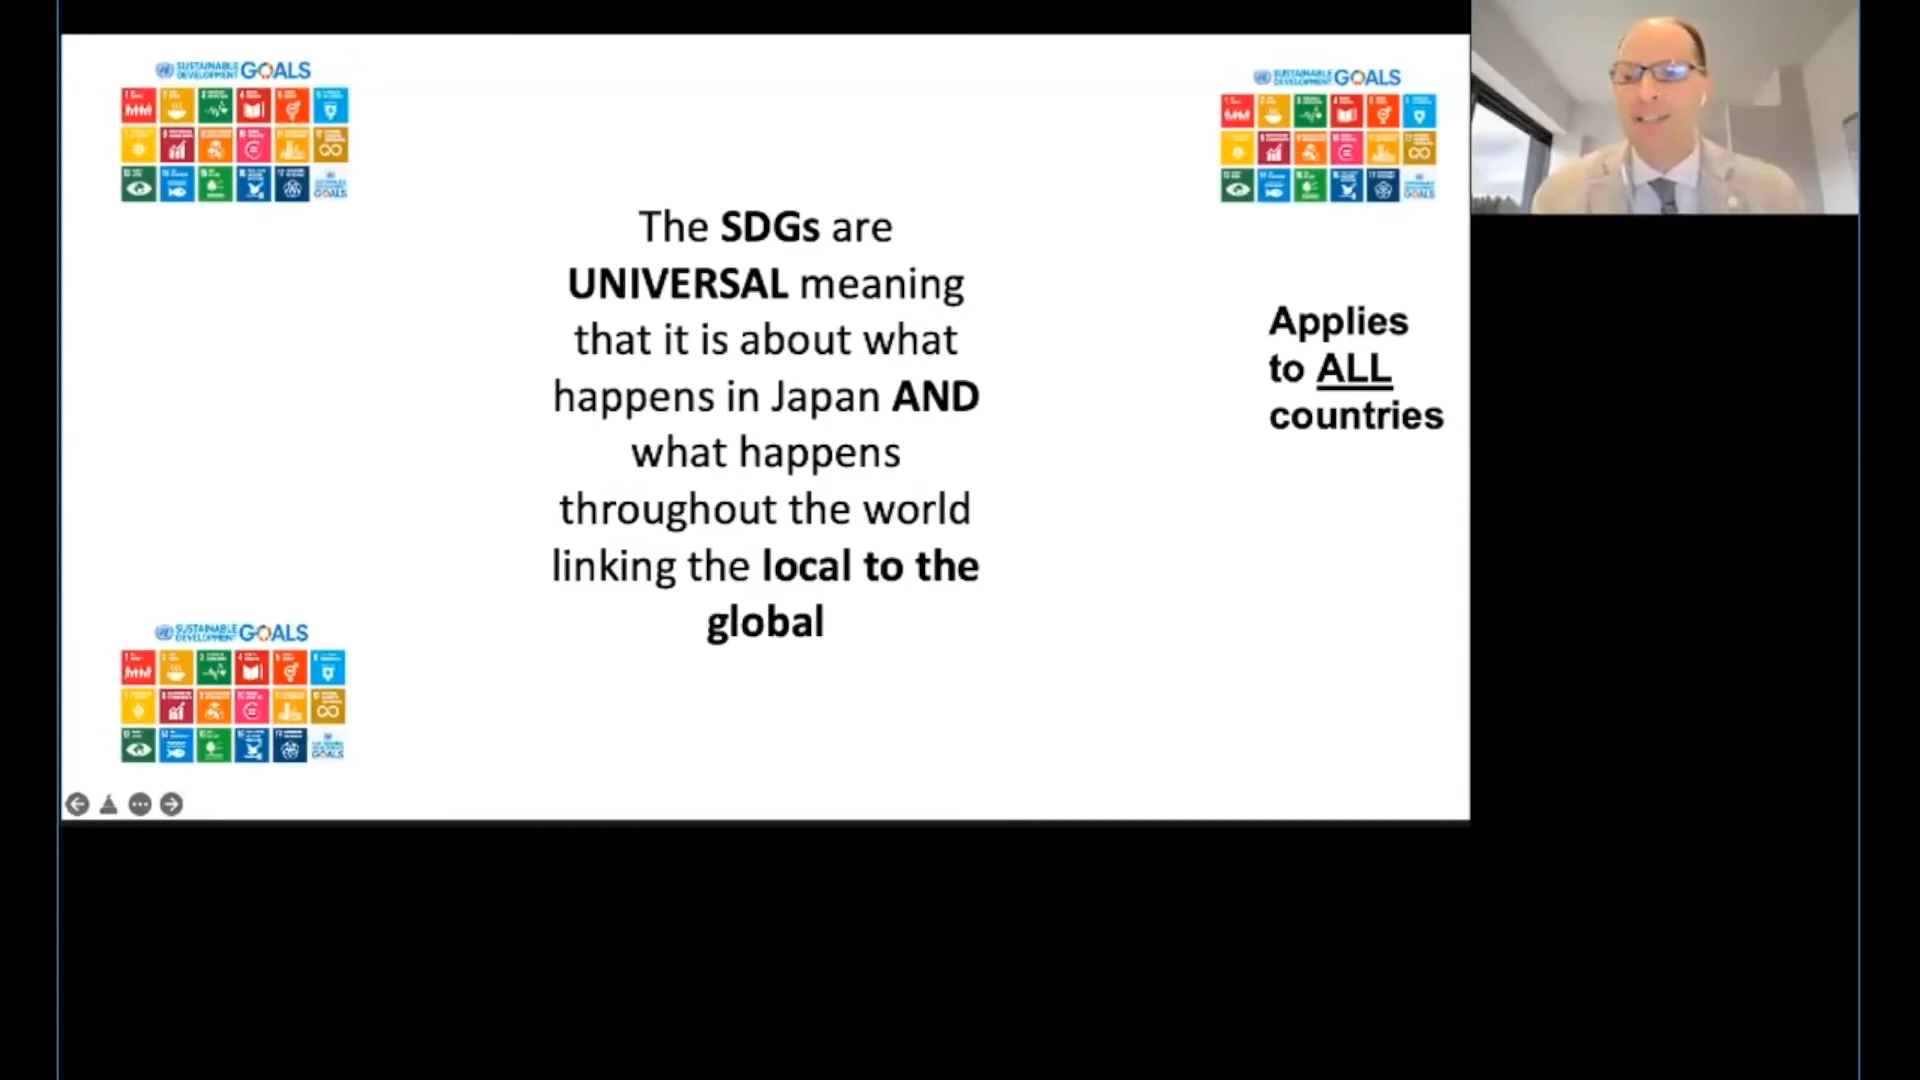 SUSTAINABLE DEVELOPMENT GOALS
SUSTAINABLE DEVELOPMENT GOALS
The SDGs are
UNIVERSAL meaning
that it is about what
happens in Japan AND
what happens
throughout the world
linking the local to the
global
Applies
to ALL
countries
SUSTAINABLE DEVELOPMENT GOALS